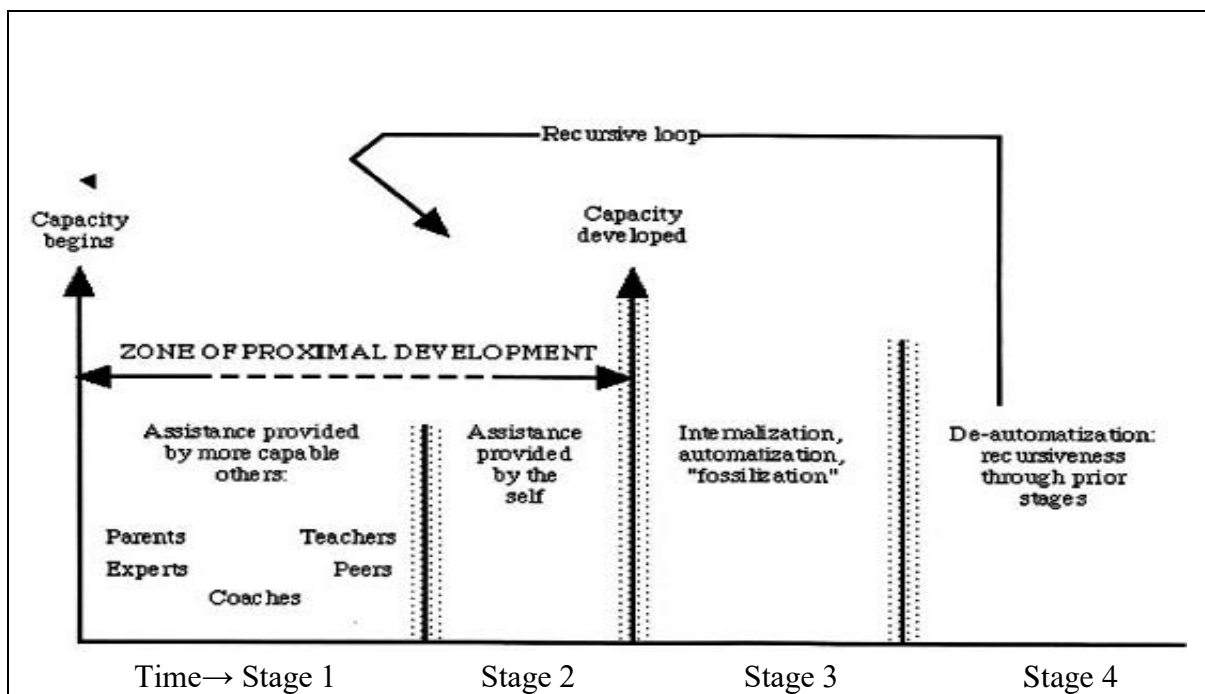 Recursive loop
Capacity
begins
Capacity
developed
ZONE OF PROXIMAL DEVELOPMENT
Assistance provided
by more capable
others:
Parents Teachers
Experts Peers
Coaches
Assistance
provided
by the
self
Internalization,
automatization,
"fossilization"
De-automatization:
recursiveness
through prior
stages
Time→ Stage 1 Stage 2 Stage 3 Stage 4